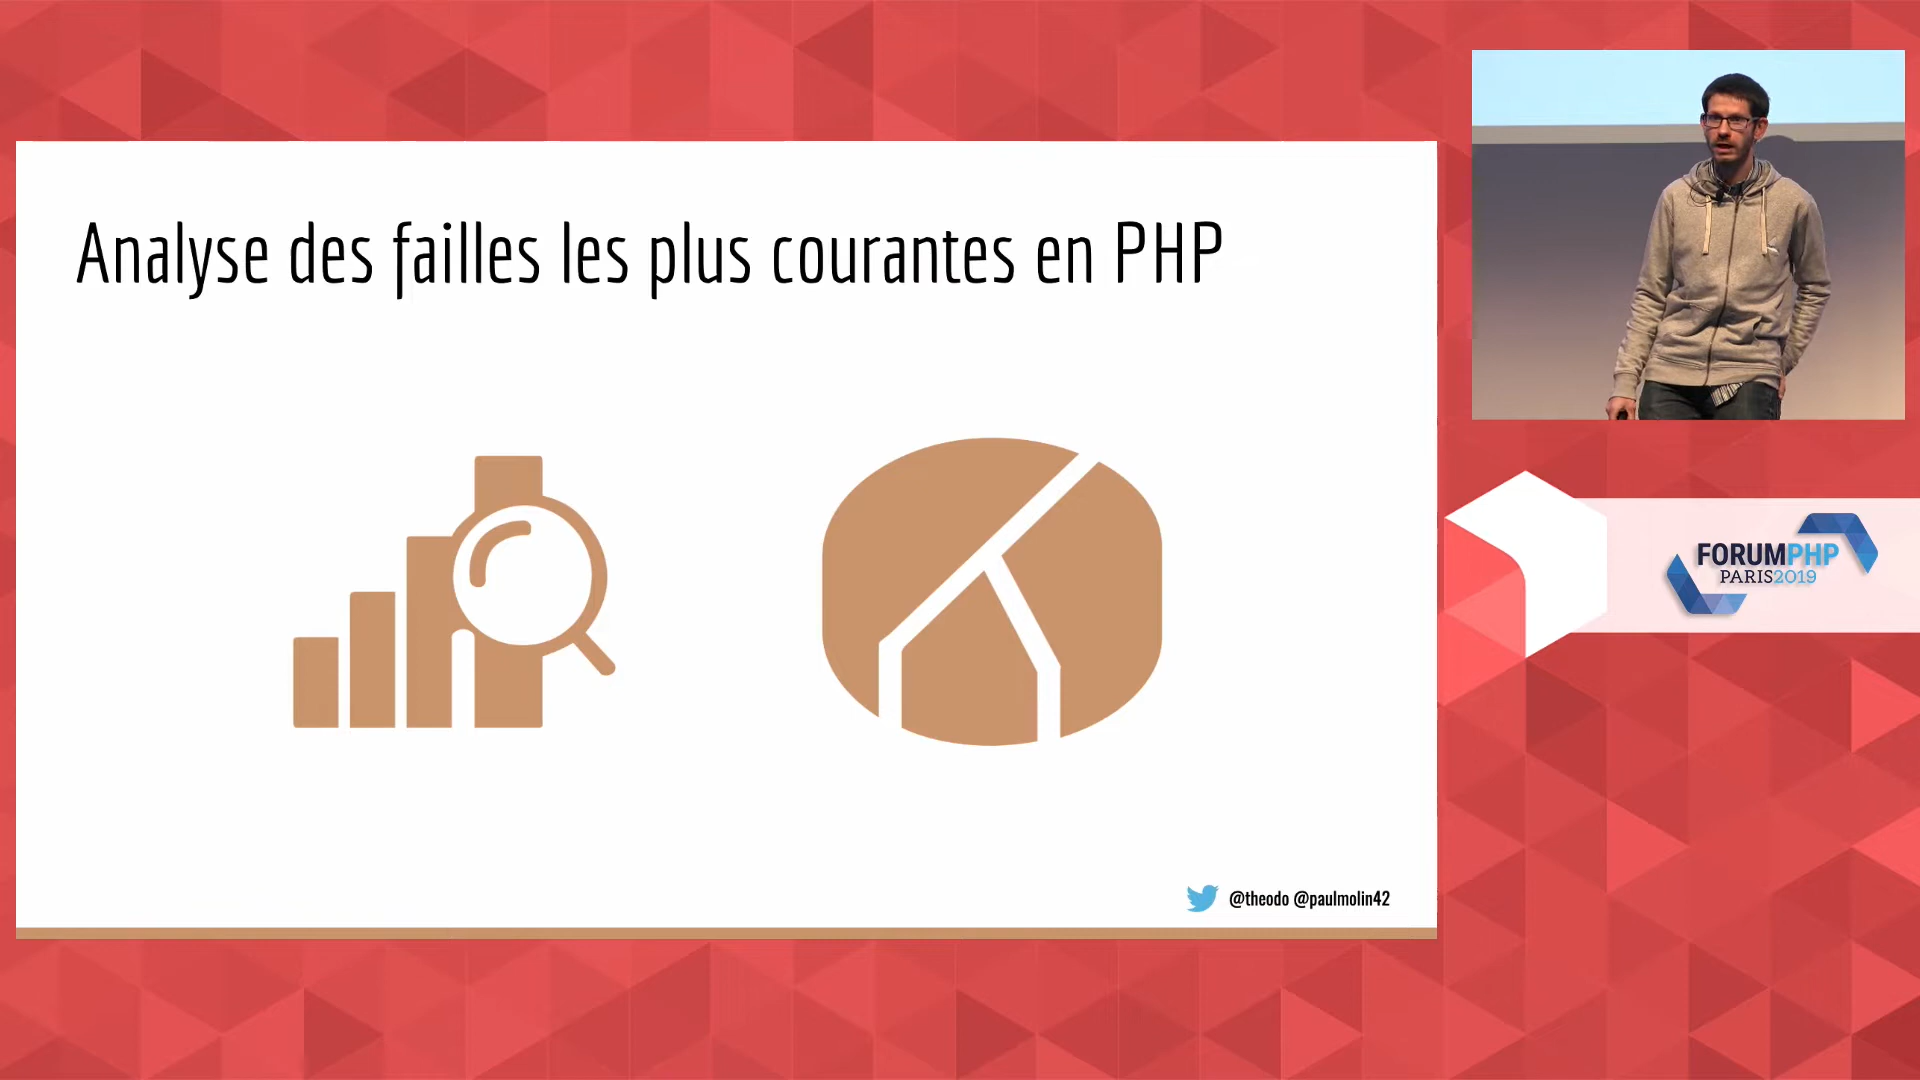 Analyse des failles les plus courantes en PHP
@theodo @paulmolin42
FORUMPHP
PARIS2019